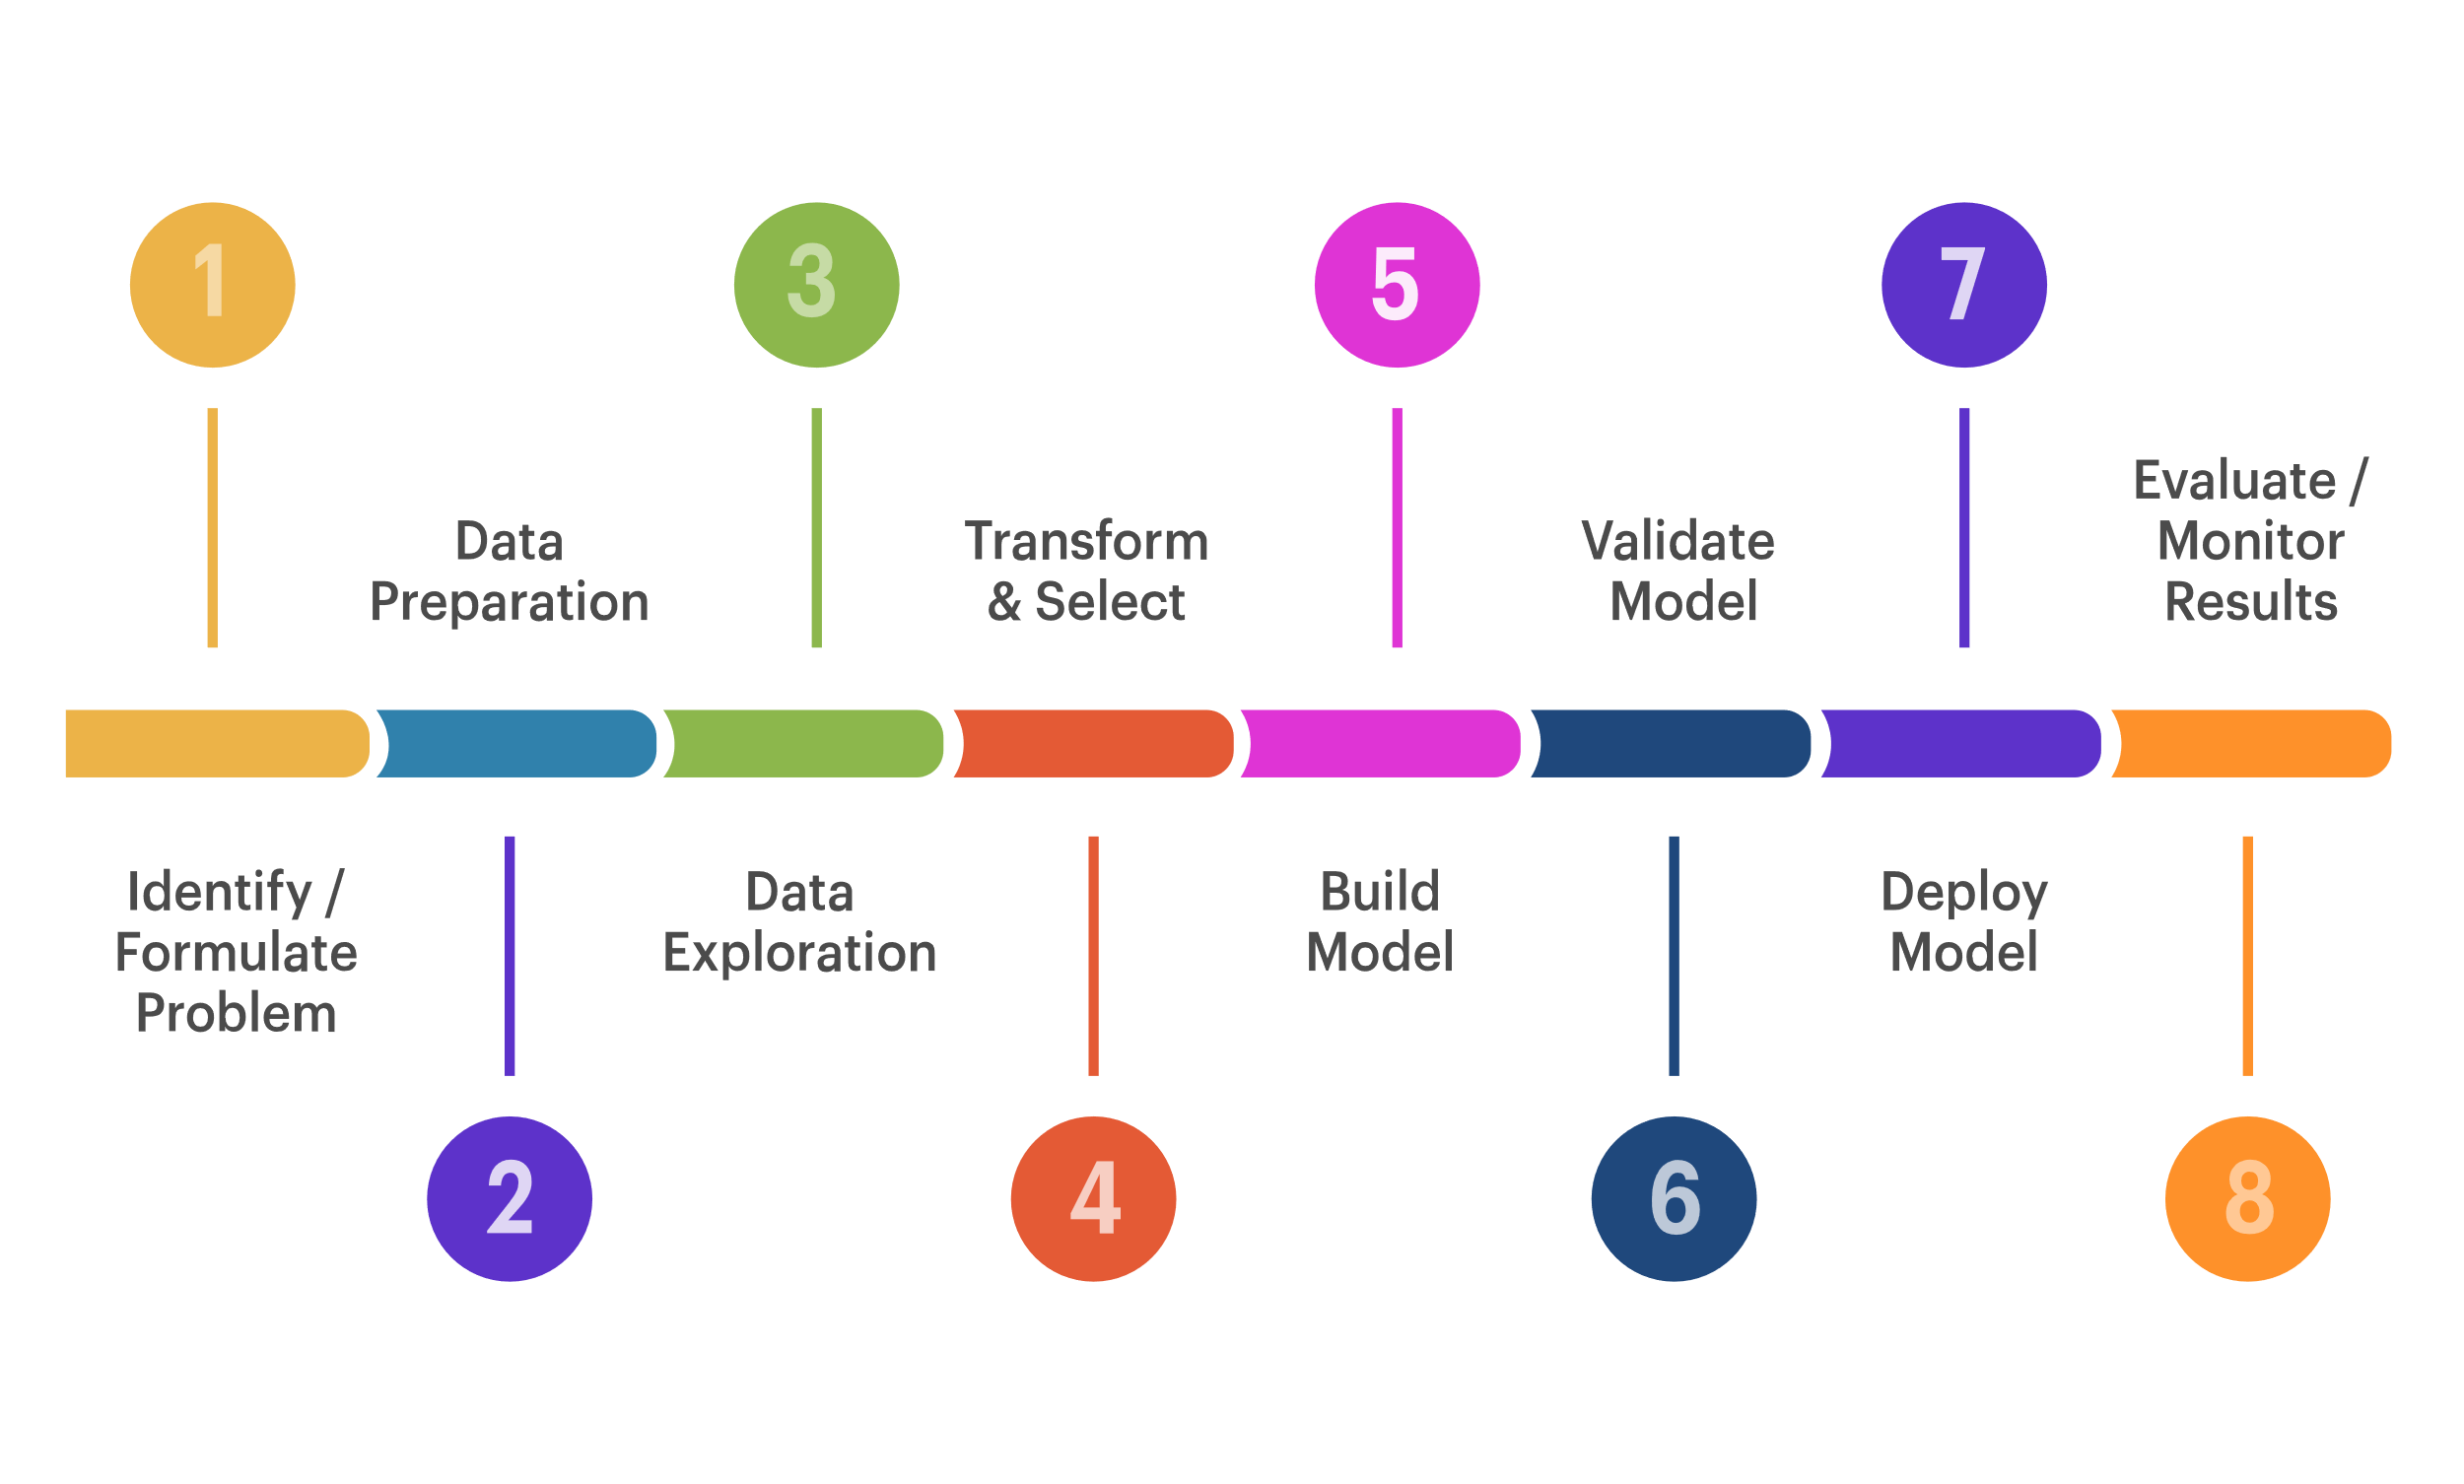 1
Identify /
Formulate
Problem
2
Data
Preparation
3
Data
Exploration
4
Transform
& Select
5
Build
Model
6
Validate
Model
7
Deploy
Model
8
Evaluate /
Monitor
Results